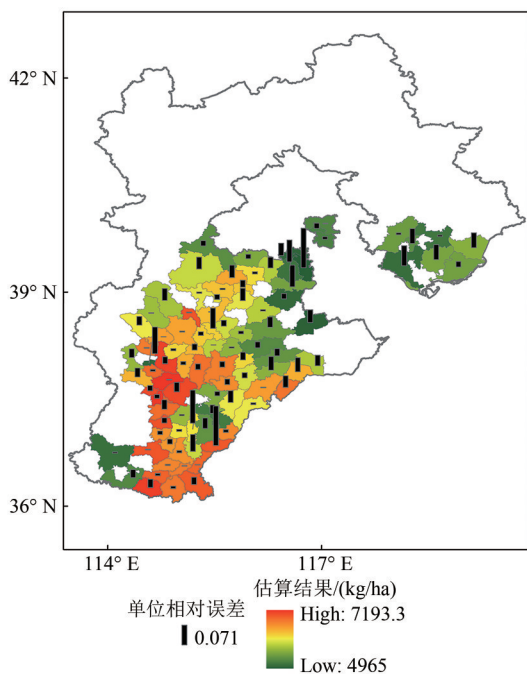 42° N
39° N
36° N
114° E 117° E
估算结果/(kg/ha)
单位相对误差
High: 7193.3
0.071
Low: 4965